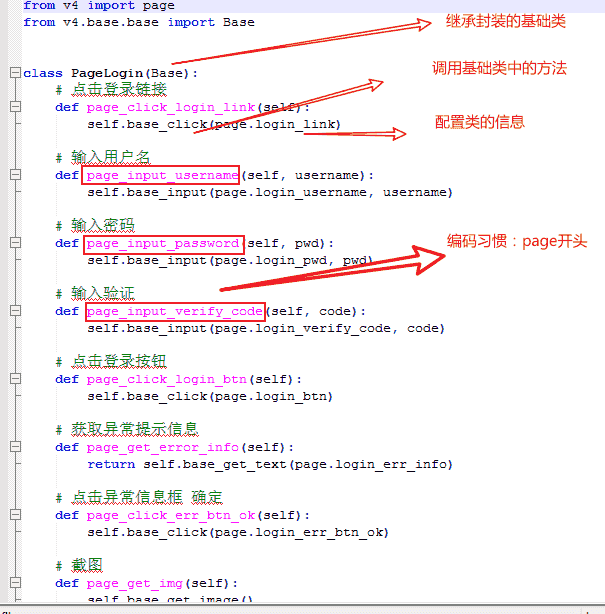 from v4 import page
from v4.base.base import Base
继承封装的基础类
class PageLogin(Base):
调用基础类中的方法
# 点击登录链接
def page_click_login_link(self):
self.base_click(page.login_link)
配置类的信息
# 输入用户名
def page_input_username(self, username):
self.base_input(page.login_username, username)
# 输入密码
def page_input_password(self, pwd):
编码习惯：page开头
self.base_input(page.login_pwd, pwd)
# 输入验证
def page_input_verify_code(self, code):
self.base_input(page.login_verify_code, code)
# 点击登录按钮
def page_click_login_btn(self):
self.base_click(page.login_btn)
# 获取异常提示信息
def page_get_error_info(self):
return self.base_get_text(page.login_err_info)
# 点击异常信息框 确定
def page_click_err_btn_ok(self):
self.base_click(page.login_err_btn_ok)
# 截图
def page_get_img(self):
self.base_get_image()